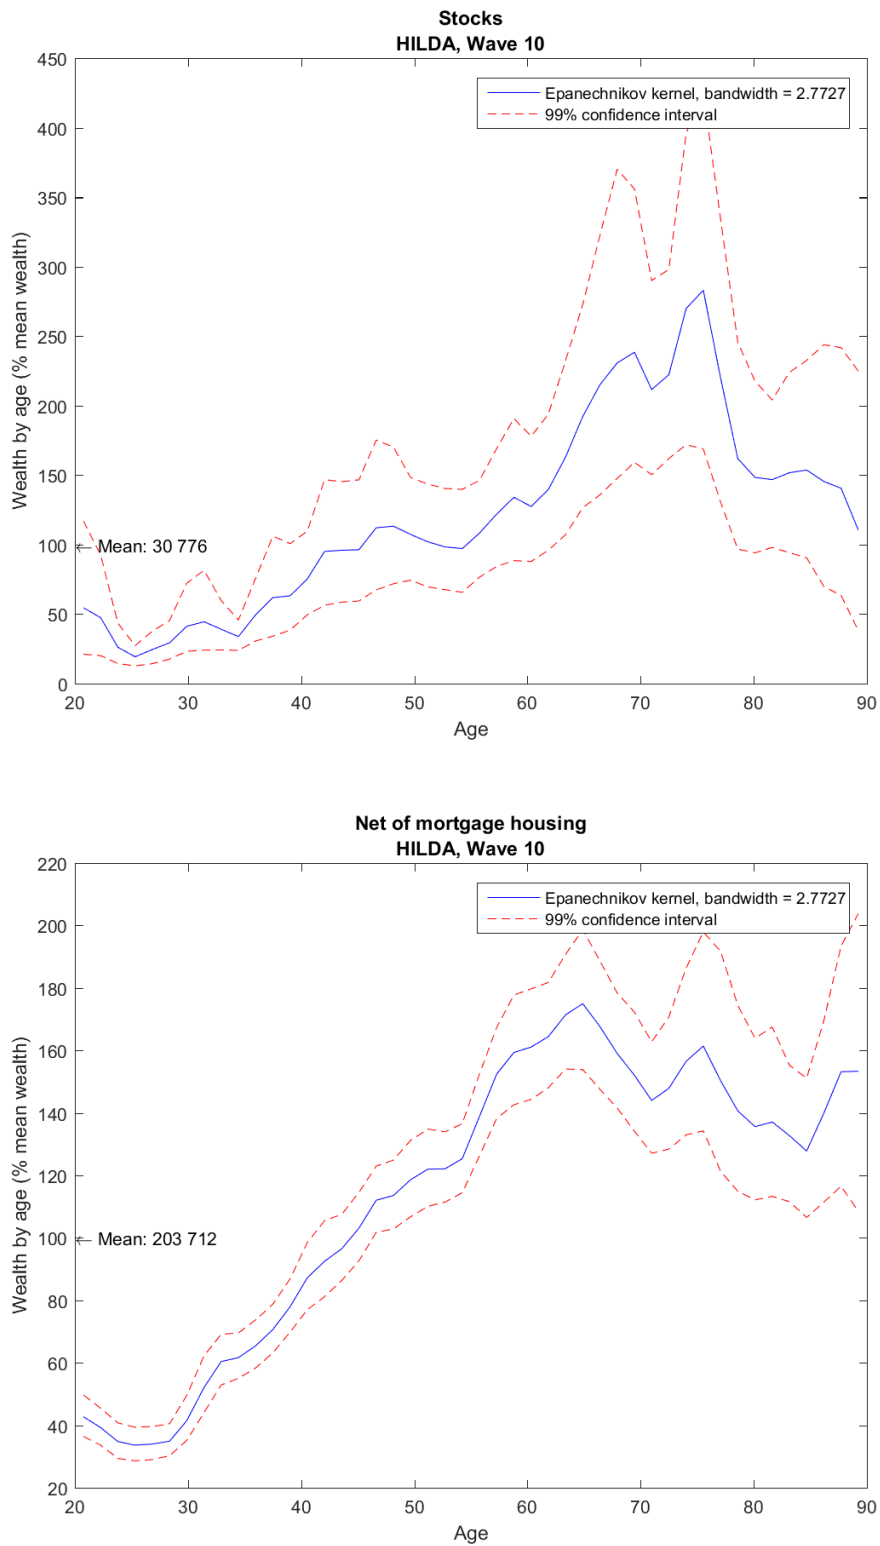 Stocks
HILDA, Wave 10
450
400
350
300
250
200
150
100
50
0
Wealth by age (% mean wealth)
Epanechnikov kernel, bandwidth = 2.7727
99% confidence interval
← Mean: 30 776
20 30 40 50 60 70 80 90
Age
Net of mortgage housing
HILDA, Wave 10
220
200
180
160
140
120
100
80
60
40
20
Wealth by age (% mean wealth)
Epanechnikov kernel, bandwidth = 2.7727
99% confidence interval
← Mean: 203 712
20 30 40 50 60 70 80 90
Age